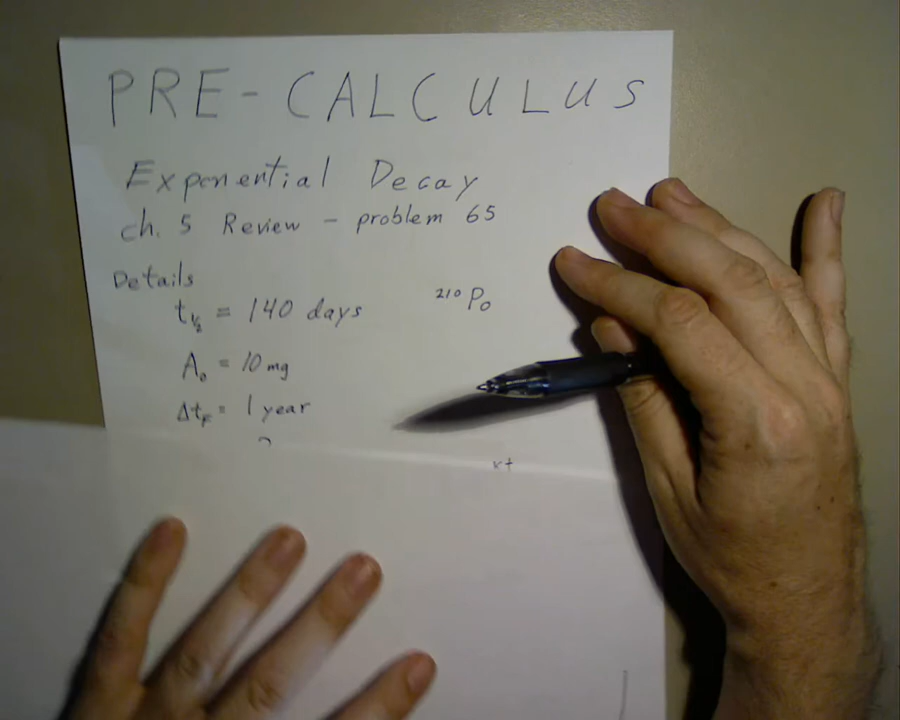 PRE-CALCULUS
Exponential Decay
ch. 5 Review - problem 65
Details
t½ = 140 days
²¹⁰Po
A₀ = 10 mg
Δt_F = 1 year
?
kt